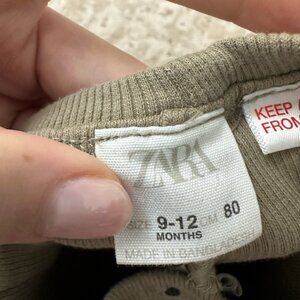 ZARA
SIZE 9-12 CM 80
MONTHS
MADE IN BANGLADESH
KEEP
FROM